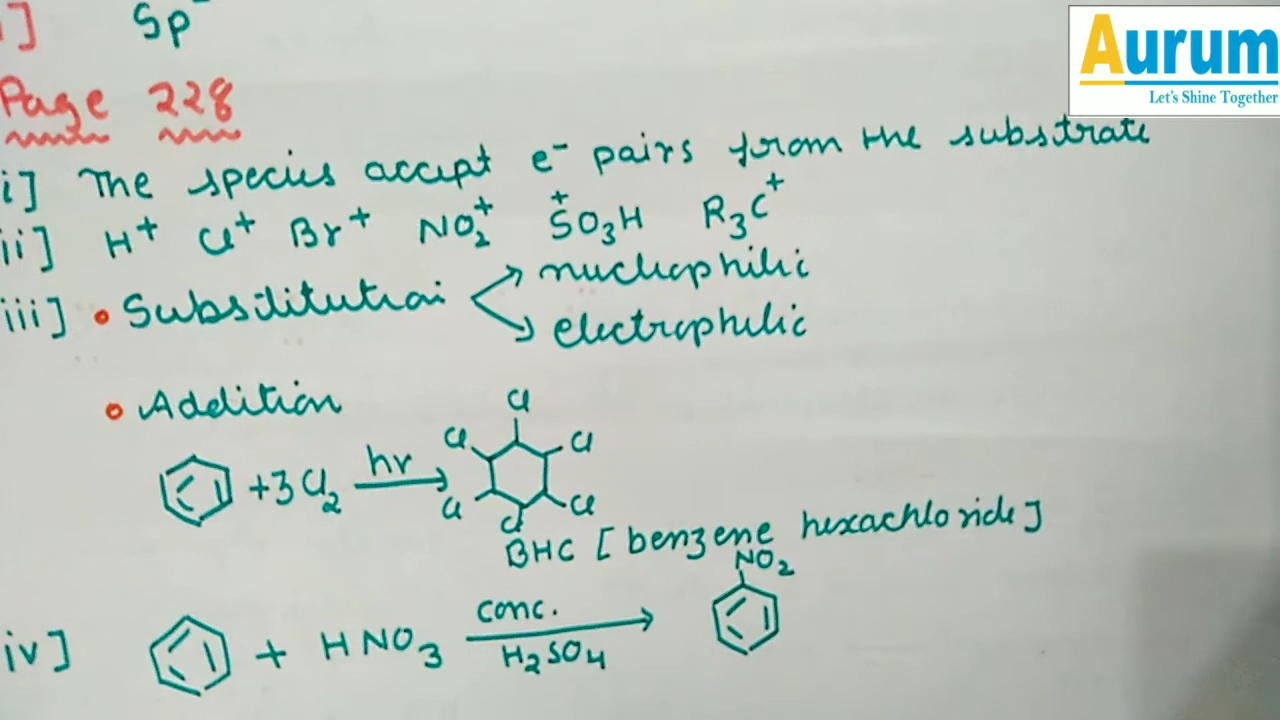 i] Sp
Aurum
Let's Shine Together
Page 228
i] The species accept e⁻ pairs from the substrate
ii] H⁺ Cl⁺ Br⁺ NO₂⁺ S⁺O₃H R₃C⁺
iii] • Substitution
nucleophilic
electrophilic
• Addition
+ 3Cl₂ hν
Cl
Cl Cl
Cl Cl
Cl
BHC [benzene hexachloride]
NO₂
iv] + HNO₃ conc.
H₂SO₄